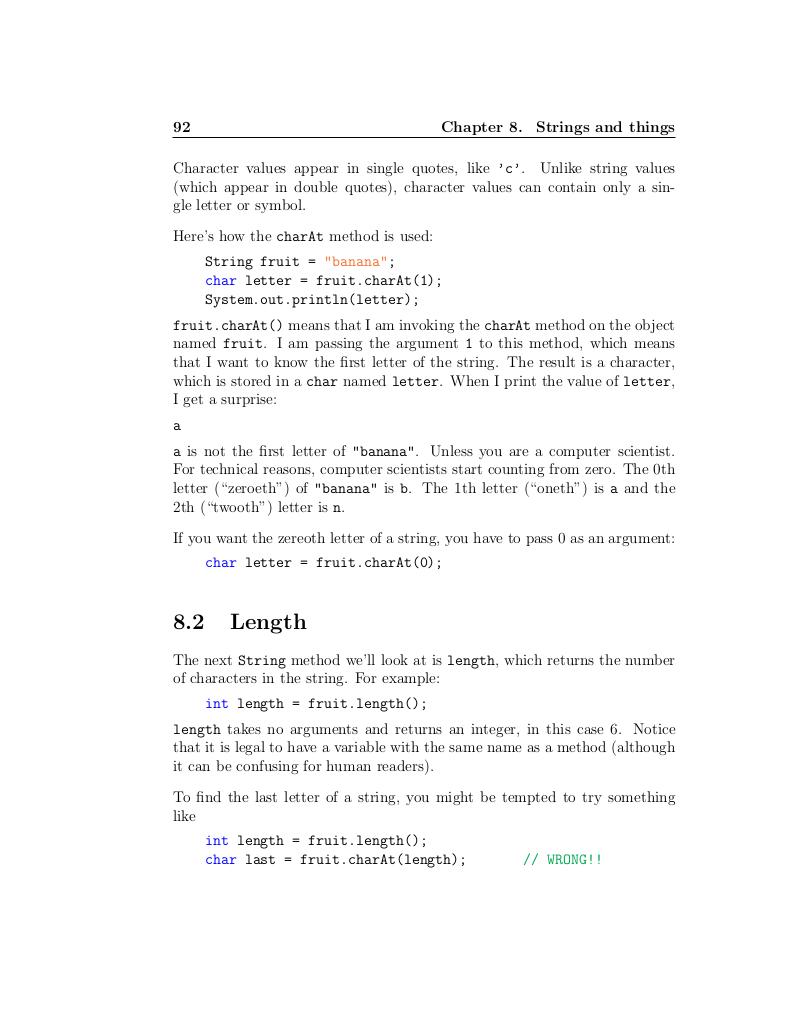 92 Chapter 8. Strings and things
Character values appear in single quotes, like ’c’. Unlike string values
(which appear in double quotes), character values can contain only a sin-
gle letter or symbol.
Here’s how the charAt method is used:
String fruit = "banana";
char letter = fruit.charAt(1);
System.out.println(letter);
fruit.charAt() means that I am invoking the charAt method on the object
named fruit. I am passing the argument 1 to this method, which means
that I want to know the first letter of the string. The result is a character,
which is stored in a char named letter. When I print the value of letter,
I get a surprise:
a
a is not the first letter of "banana". Unless you are a computer scientist.
For technical reasons, computer scientists start counting from zero. The 0th
letter (“zeroeth”) of "banana" is b. The 1th letter (“oneth”) is a and the
2th (“twooth”) letter is n.
If you want the zereoth letter of a string, you have to pass 0 as an argument:
char letter = fruit.charAt(0);
8.2 Length
The next String method we’ll look at is length, which returns the number
of characters in the string. For example:
int length = fruit.length();
length takes no arguments and returns an integer, in this case 6. Notice
that it is legal to have a variable with the same name as a method (although
it can be confusing for human readers).
To find the last letter of a string, you might be tempted to try something
like
int length = fruit.length();
char last = fruit.charAt(length); // WRONG!!